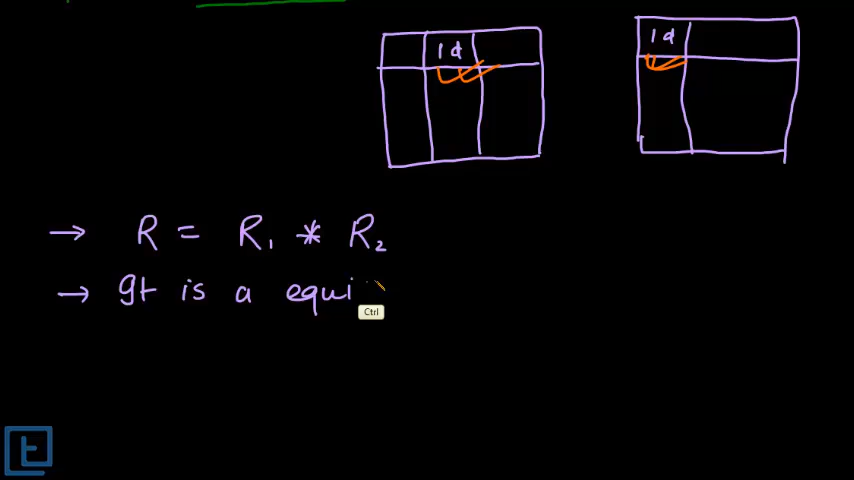 Id Id
→ R = R₁ * R₂
→ It is a equi
Ctrl